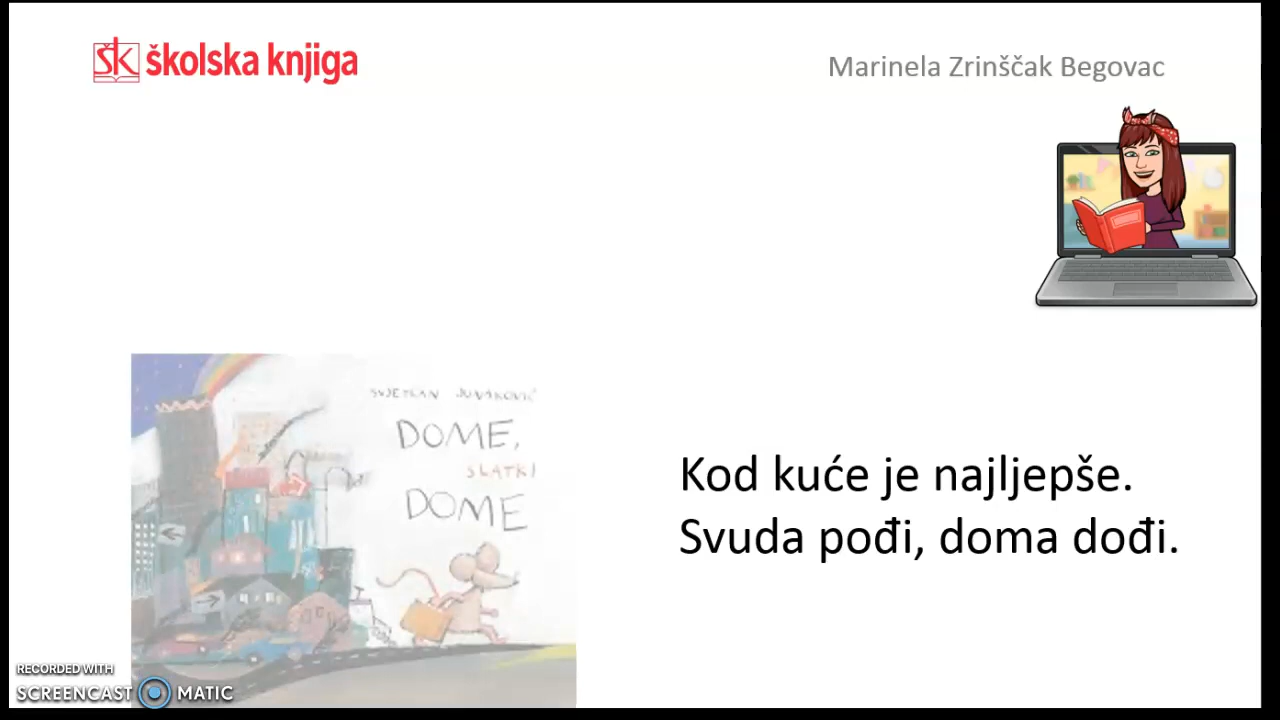 ŠK školska knjiga
Marinela Zrinščak Begovac
SVJETLAN JUNAKOVIĆ
DOME,
SLATKI
DOME
Kod kuće je najljepše.
Svuda pođi, doma dođi.
RECORDED WITH
SCREENCAST MATIC